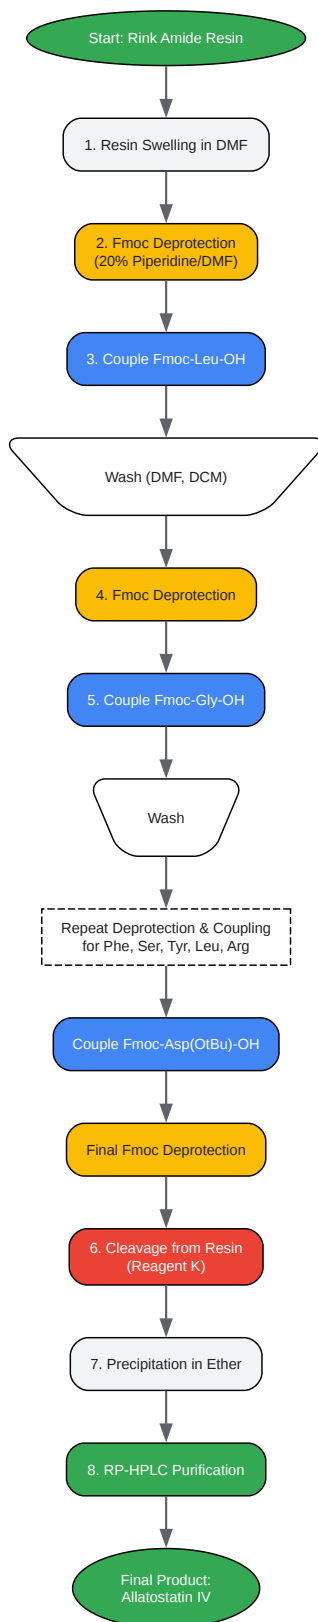 Start: Rink Amide Resin
1. Resin Swelling in DMF
2. Fmoc Deprotection
(20% Piperidine/DMF)
3. Couple Fmoc-Leu-OH
Wash (DMF, DCM)
4. Fmoc Deprotection
5. Couple Fmoc-Gly-OH
Wash
Repeat Deprotection & Coupling
for Phe, Ser, Tyr, Leu, Arg
Couple Fmoc-Asp(OtBu)-OH
Final Fmoc Deprotection
6. Cleavage from Resin
(Reagent K)
7. Precipitation in Ether
8. RP-HPLC Purification
Final Product:
Allatostatin IV